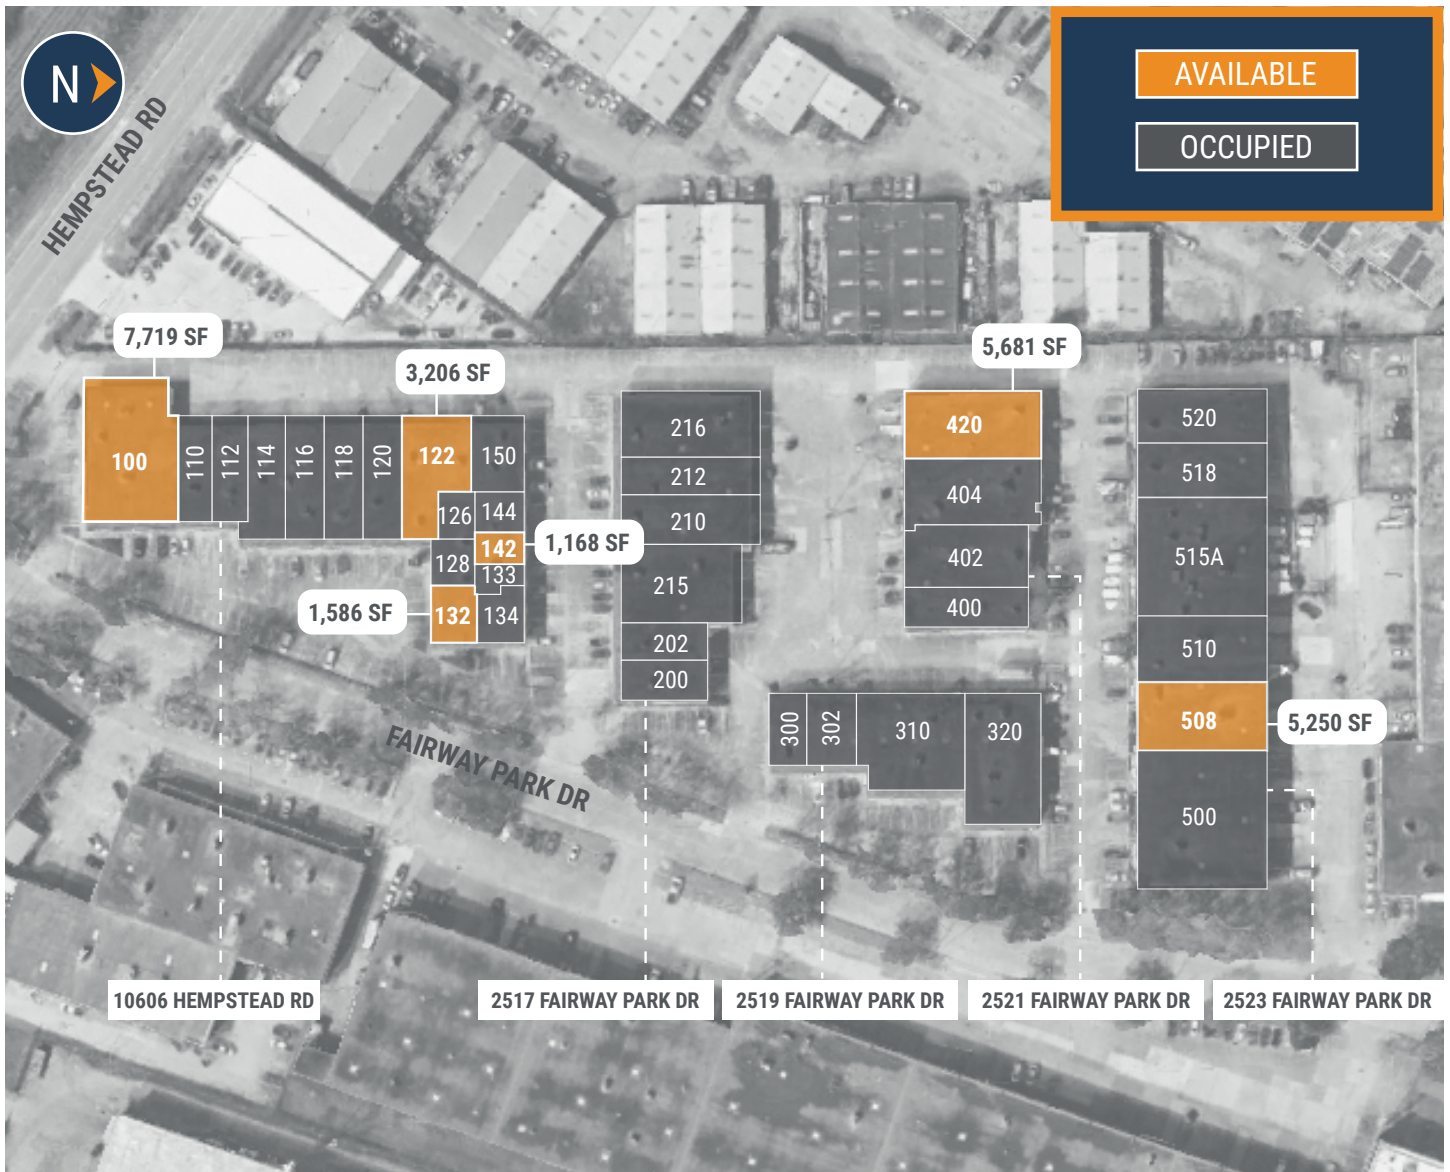 N
AVAILABLE
OCCUPIED
HEMPSTEAD RD
7,719 SF
3,206 SF
5,681 SF
100
110
112
114
116
118
120
122
150
126
144
142
1,168 SF
128
133
132
134
1,586 SF
216
212
210
215
202
200
420
404
402
400
300
302
310
320
520
518
515A
510
508
5,250 SF
500
FAIRWAY PARK DR
10606 HEMPSTEAD RD
2517 FAIRWAY PARK DR
2519 FAIRWAY PARK DR
2521 FAIRWAY PARK DR
2523 FAIRWAY PARK DR